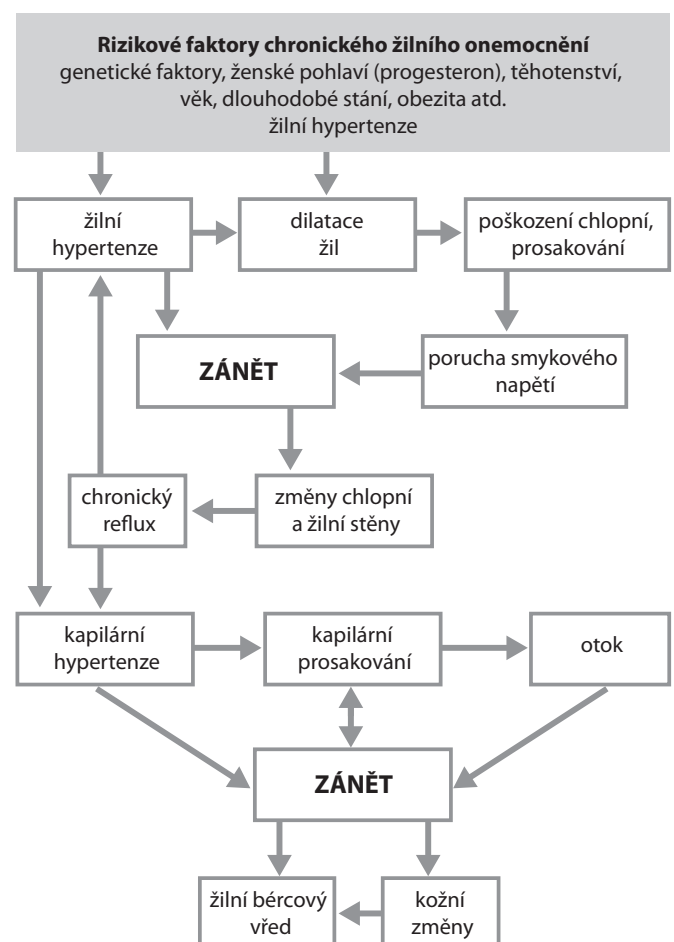 Rizikové faktory chronického žilního onemocnění
genetické faktory, ženské pohlaví (progesteron), těhotenství,
věk, dlouhodobé stání, obezita atd.
žilní hypertenze
žilní
hypertenze
dilatace
žil
poškození chlopní,
prosakování
ZÁNĚT
porucha smykového
napětí
chronický
reflux
změny chlopní
a žilní stěny
kapilární
hypertenze
kapilární
prosakování
otok
ZÁNĚT
žilní bércový
vřed
kožní
změny